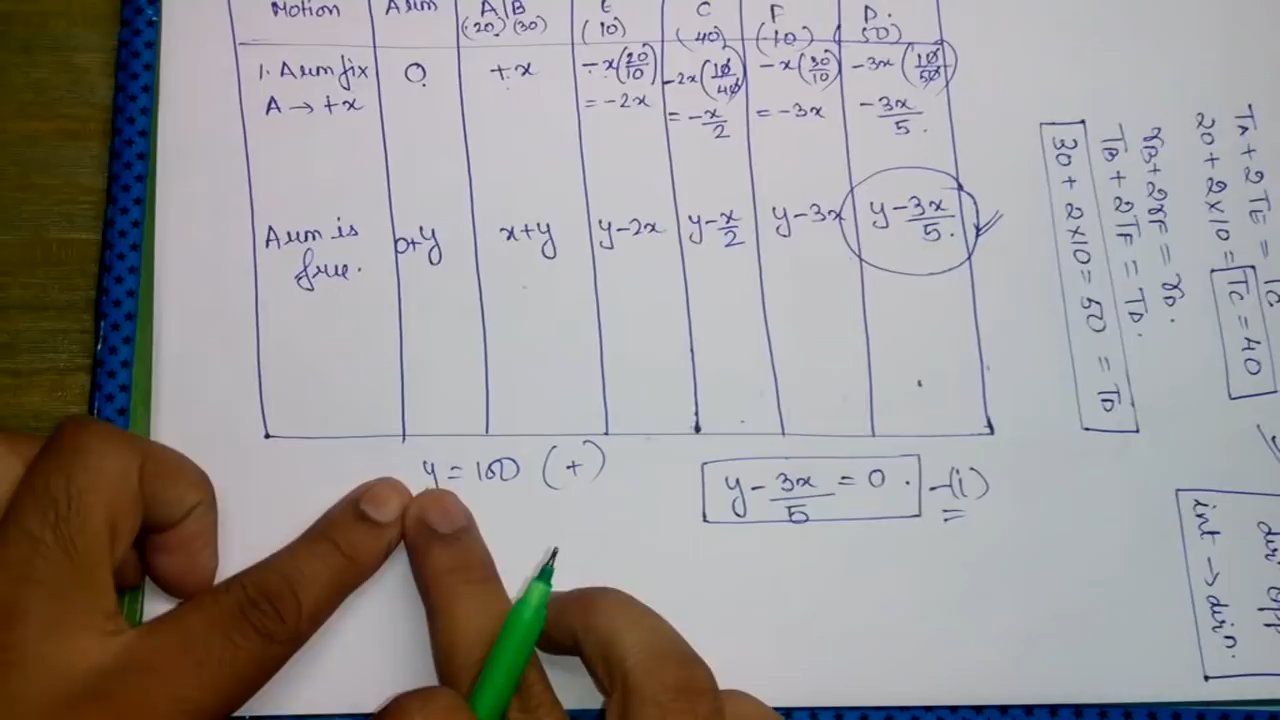 Motion Arm A|B E C F D.
(20) (30) (10) (40) (10) (50)
1. Arm fix 0 +x -x(20/10) -2x(10/40) -x(30/10) -3x(10/50)
A → +x = -2x = -x/2 = -3x -3x/5.
Arm is 0+y x+y y-2x y-x/2 y-3x y-3x/5.
free.
y = 100 (+) y - 3x/5 = 0. -(i)
TA + 2TE = TC
20 + 2×10 = TC = 40
rB + 2rF = rD.
TB + 2TF = TD.
30 + 2×10 = 50 = TD
int → dirn.